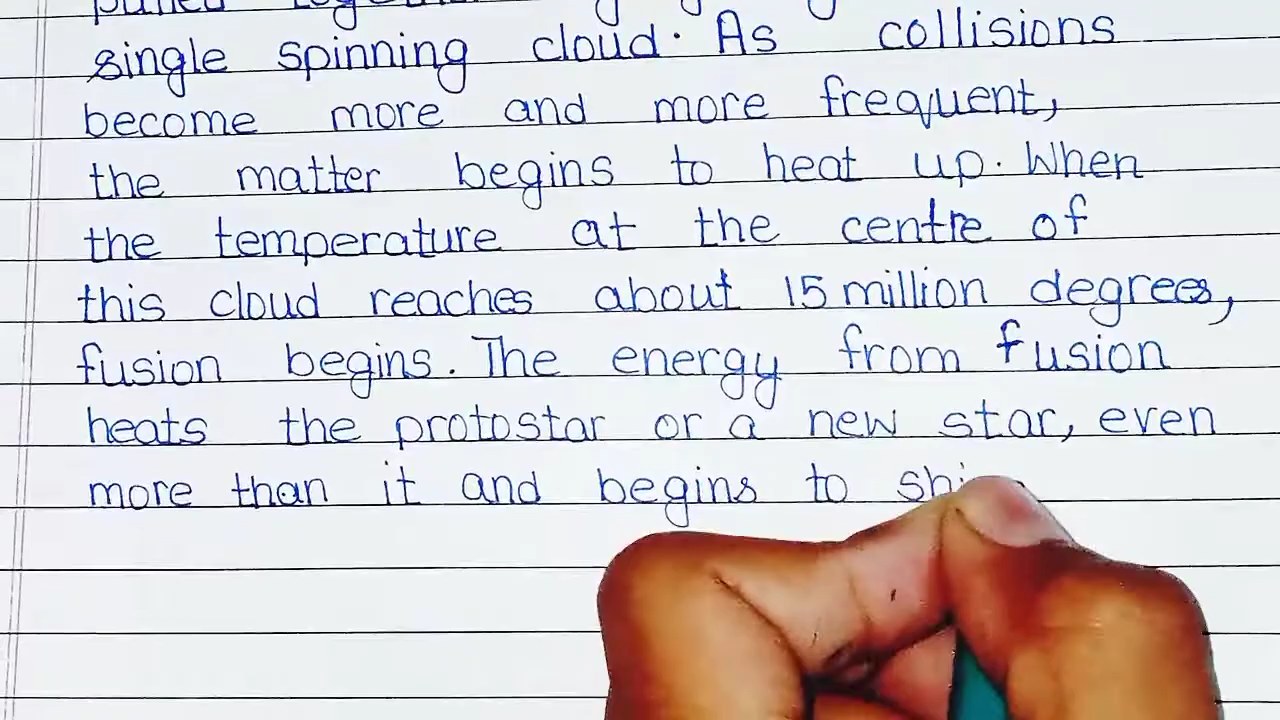 single spinning cloud. As collisions
become more and more frequent,
the matter begins to heat up. When
the temperature at the centre of
this cloud reaches about 15 million degrees,
fusion begins. The energy from fusion
heats the protostar or a new star, even
more than it and begins to shi